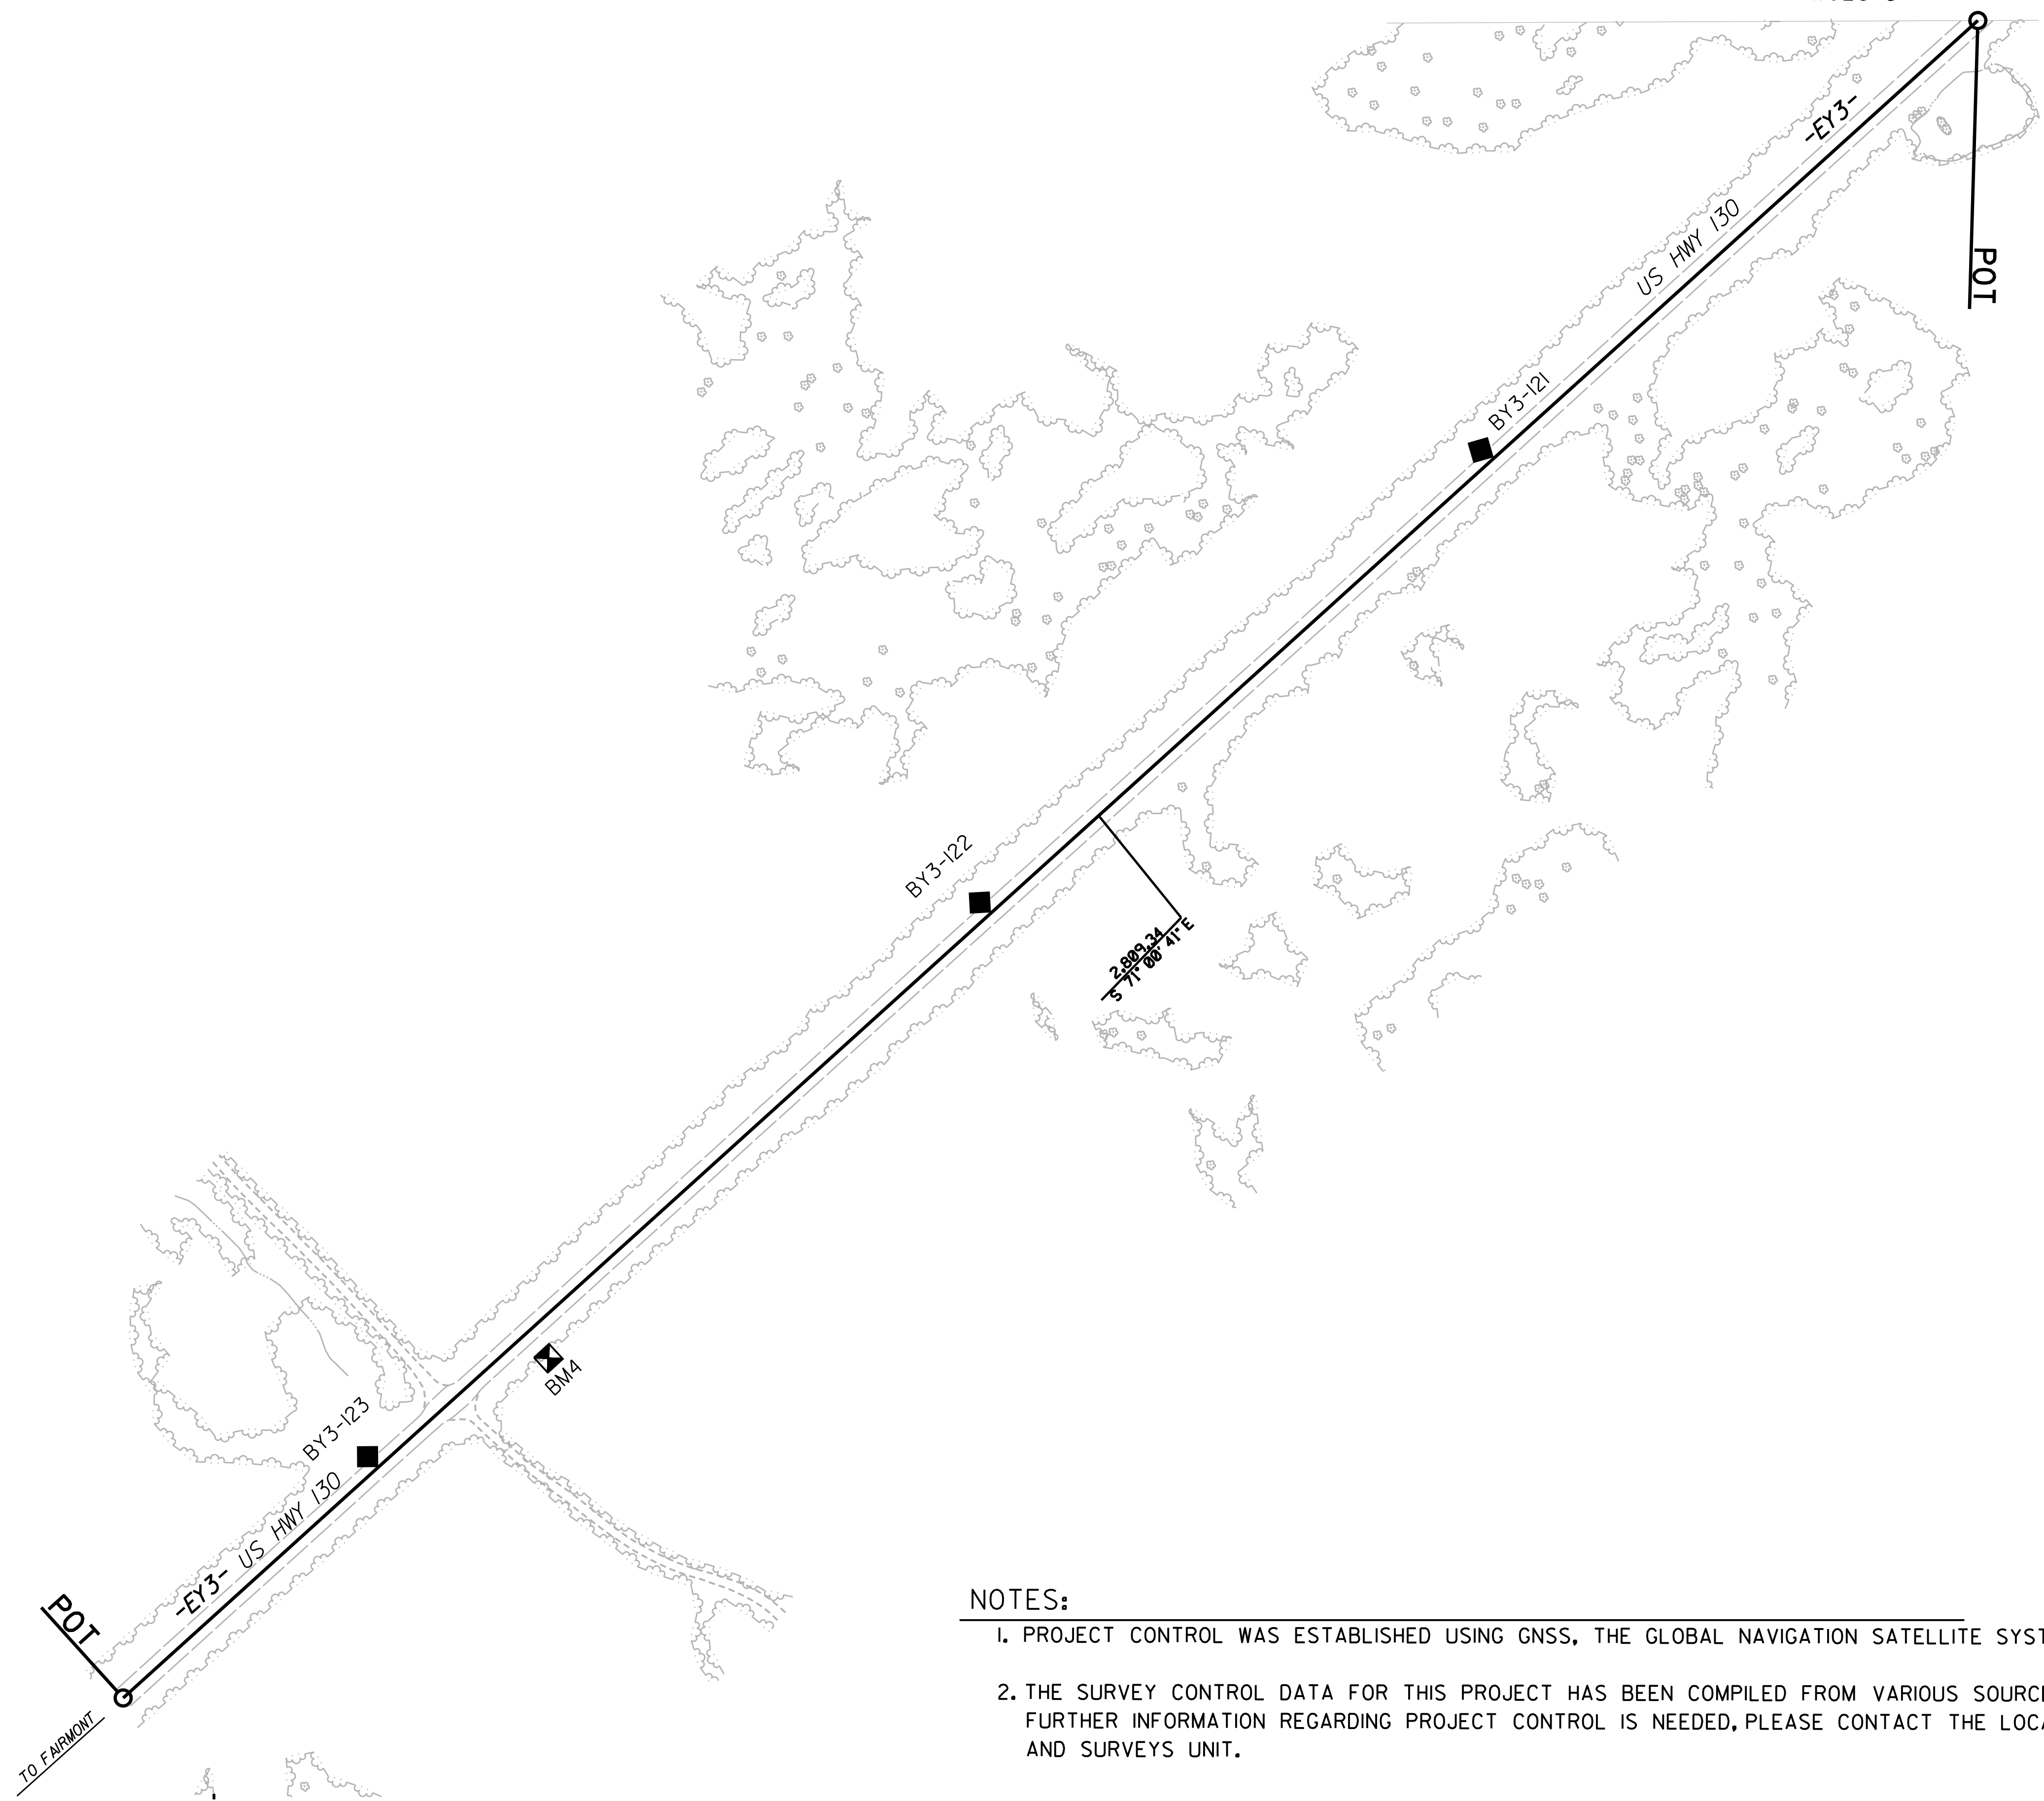 -EY3-
US HWY 130
POT
BY3-121
BY3-122
2,809.34
S 71° 00' 41" E
BM4
BY3-123
US HWY 130
-EY3-
POT
TO FAIRMONT
NOTES:
1. PROJECT CONTROL WAS ESTABLISHED USING GNSS, THE GLOBAL NAVIGATION SATELLITE SYST
2. THE SURVEY CONTROL DATA FOR THIS PROJECT HAS BEEN COMPILED FROM VARIOUS SOURC
FURTHER INFORMATION REGARDING PROJECT CONTROL IS NEEDED, PLEASE CONTACT THE LOCA
AND SURVEYS UNIT.